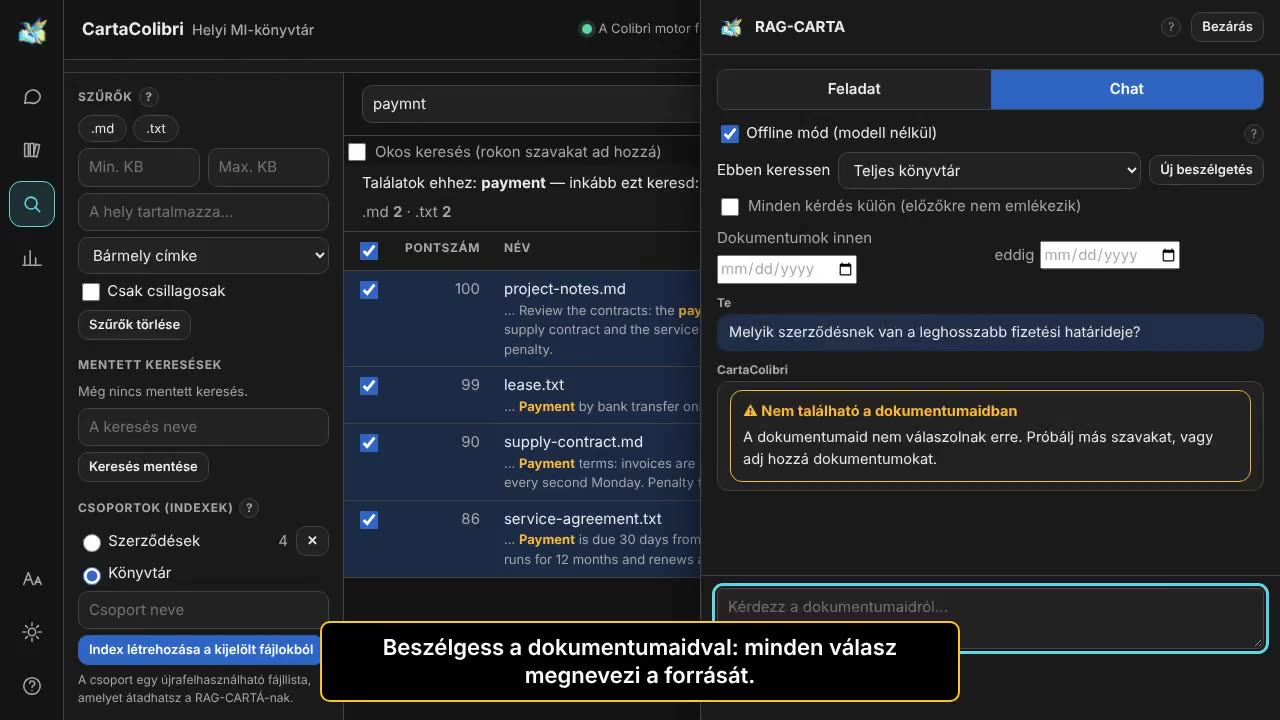 CartaColibri Helyi MI-könyvtár
A Colibrì motor f
SZŰRŐK ?
.md .txt
Min. KB Max. KB
A hely tartalmazza...
Bármely címke
Csak csillagosak
Szűrők törlése
MENTETT KERESÉSEK
Még nincs mentett keresés.
A keresés neve
Keresés mentése
CSOPORTOK (INDEXEK) ?
Szerződések 4 ✕
Könyvtár
Csoport neve
Index létrehozása a kijelölt fájlokból
A csoport egy újrafelhasználható fájllista,
amelyet átadhatsz a RAG-CARTÁ-nak.
paymnt
Okos keresés (rokon szavakat ad hozzá)
Találatok ehhez: payment — inkább ezt keresd:
.md 2 · .txt 2
PONTSZÁM NÉV
100 project-notes.md
... Review the contracts: the pay
supply contract and the service
penalty.
99 lease.txt
... Payment by bank transfer on
90 supply-contract.md
... Payment terms: invoices are
every second Monday. Penalty
86 service-agreement.txt
... Payment is due 30 days from
runs for 12 months and renews a
RAG-CARTA ? Bezárás
Feladat Chat
Offline mód (modell nélkül) ?
Ebben keressen Teljes könyvtár Új beszélgetés
Minden kérdés külön (előzőkre nem emlékezik)
Dokumentumok innen
mm/dd/yyyy
eddig mm/dd/yyyy
Te
Melyik szerződésnek van a leghosszabb fizetési határideje?
CartaColibri
⚠ Nem található a dokumentumaidban
A dokumentumaid nem válaszolnak erre. Próbálj más szavakat, vagy
adj hozzá dokumentumokat.
Kérdezz a dokumentumaidról...
Beszélgess a dokumentumaidval: minden válasz
megnevezi a forrását.